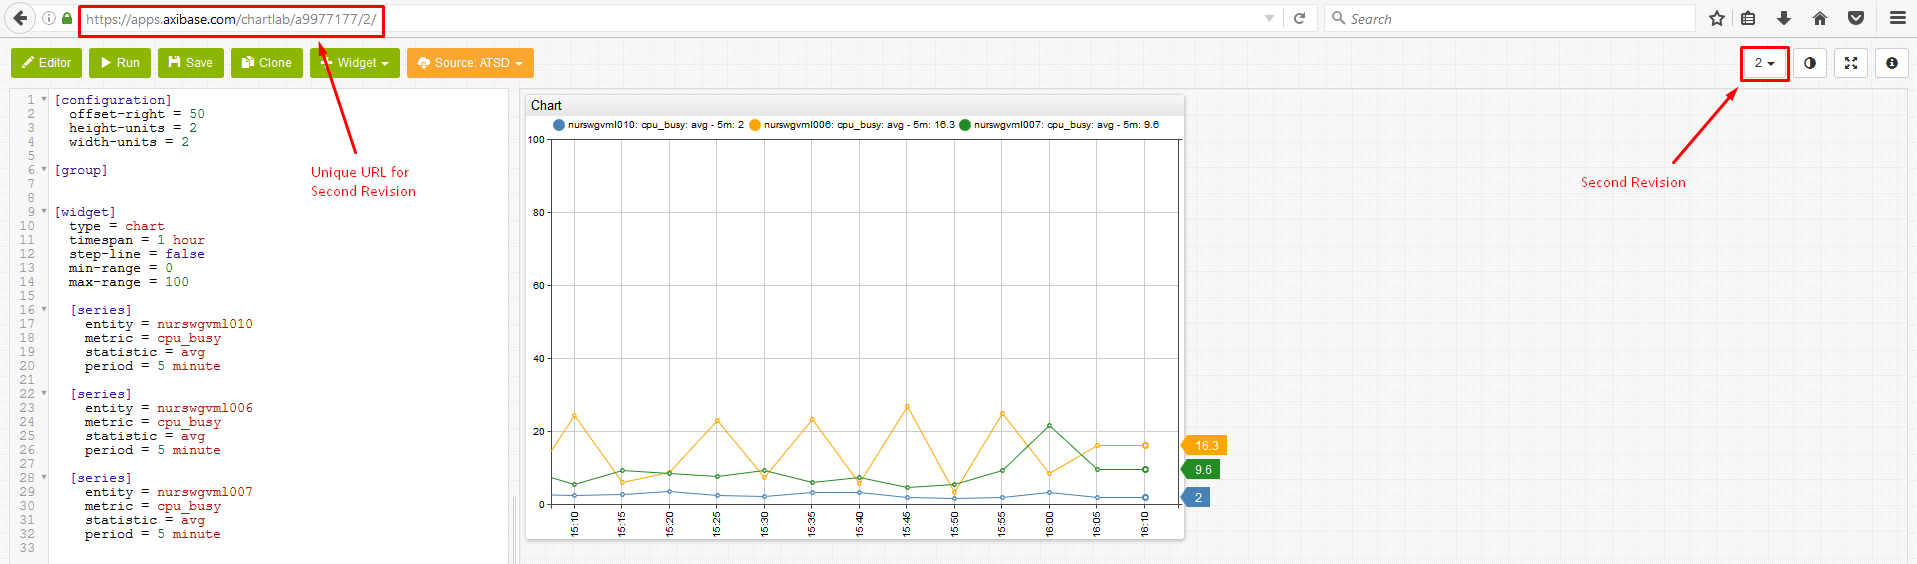 https://apps.axibase.com/chartlab/a9977177/2/
Search
Editor
Run
Save
Clone
Widget
Source: ATSD
2
1 [configuration]
2 offset-right = 50
3 height-units = 2
4 width-units = 2
5
6 [group]
7
8
9 [widget]
10 type = chart
11 timespan = 1 hour
12 step-line = false
13 min-range = 0
14 max-range = 100
15
16 [series]
17 entity = nurswgvml010
18 metric = cpu_busy
19 statistic = avg
20 period = 5 minute
21
22 [series]
23 entity = nurswgvml006
24 metric = cpu_busy
25 statistic = avg
26 period = 5 minute
27
28 [series]
29 entity = nurswgvml007
30 metric = cpu_busy
31 statistic = avg
32 period = 5 minute
33
Unique URL for
Second Revision
Chart
nurswgvml010: cpu_busy: avg - 5m: 2 nurswgvml006: cpu_busy: avg - 5m: 16.3 nurswgvml007: cpu_busy: avg - 5m: 9.6
100
80
60
40
20
0
16.3
9.6
2
15:10 15:15 15:20 15:25 15:30 15:35 15:40 15:45 15:50 15:55 16:00 16:05 16:10
Second Revision